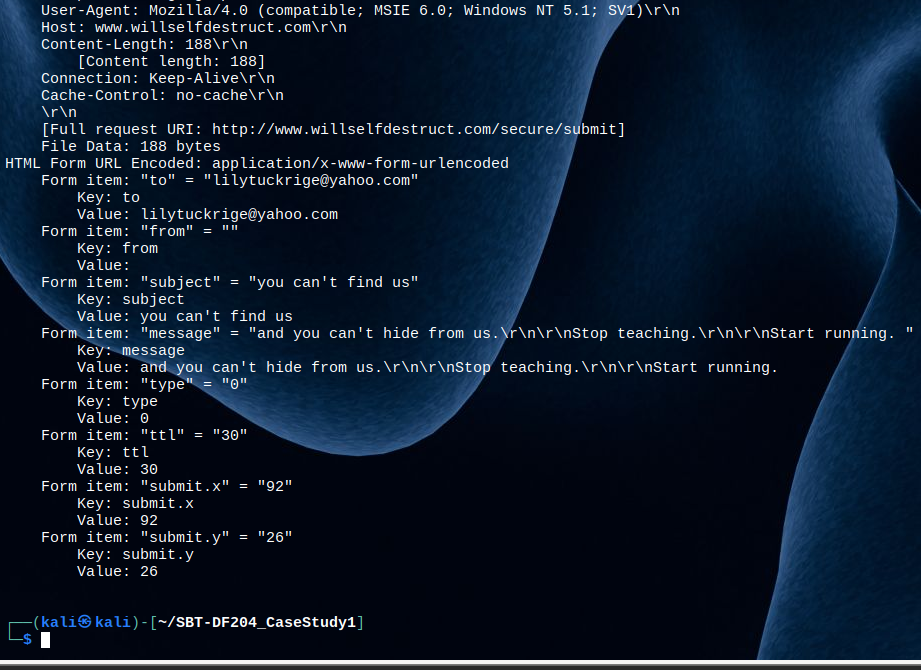 User-Agent: Mozilla/4.0 (compatible; MSIE 6.0; Windows NT 5.1; SV1)\r\n
Host: www.willselfdestruct.com\r\n
Content-Length: 188\r\n
[Content length: 188]
Connection: Keep-Alive\r\n
Cache-Control: no-cache\r\n
\r\n
[Full request URI: http://www.willselfdestruct.com/secure/submit]
File Data: 188 bytes
HTML Form URL Encoded: application/x-www-form-urlencoded
Form item: "to" = "lilytuckrige@yahoo.com"
Key: to
Value: lilytuckrige@yahoo.com
Form item: "from" = ""
Key: from
Value:
Form item: "subject" = "you can't find us"
Key: subject
Value: you can't find us
Form item: "message" = "and you can't hide from us.\r\n\r\nStop teaching.\r\n\r\nStart running. "
Key: message
Value: and you can't hide from us.\r\n\r\nStop teaching.\r\n\r\nStart running.
Form item: "type" = "0"
Key: type
Value: 0
Form item: "ttl" = "30"
Key: ttl
Value: 30
Form item: "submit.x" = "92"
Key: submit.x
Value: 92
Form item: "submit.y" = "26"
Key: submit.y
Value: 26
┌──(kali㉿kali)-[~/SBT-DF204_CaseStudy1]
└─$